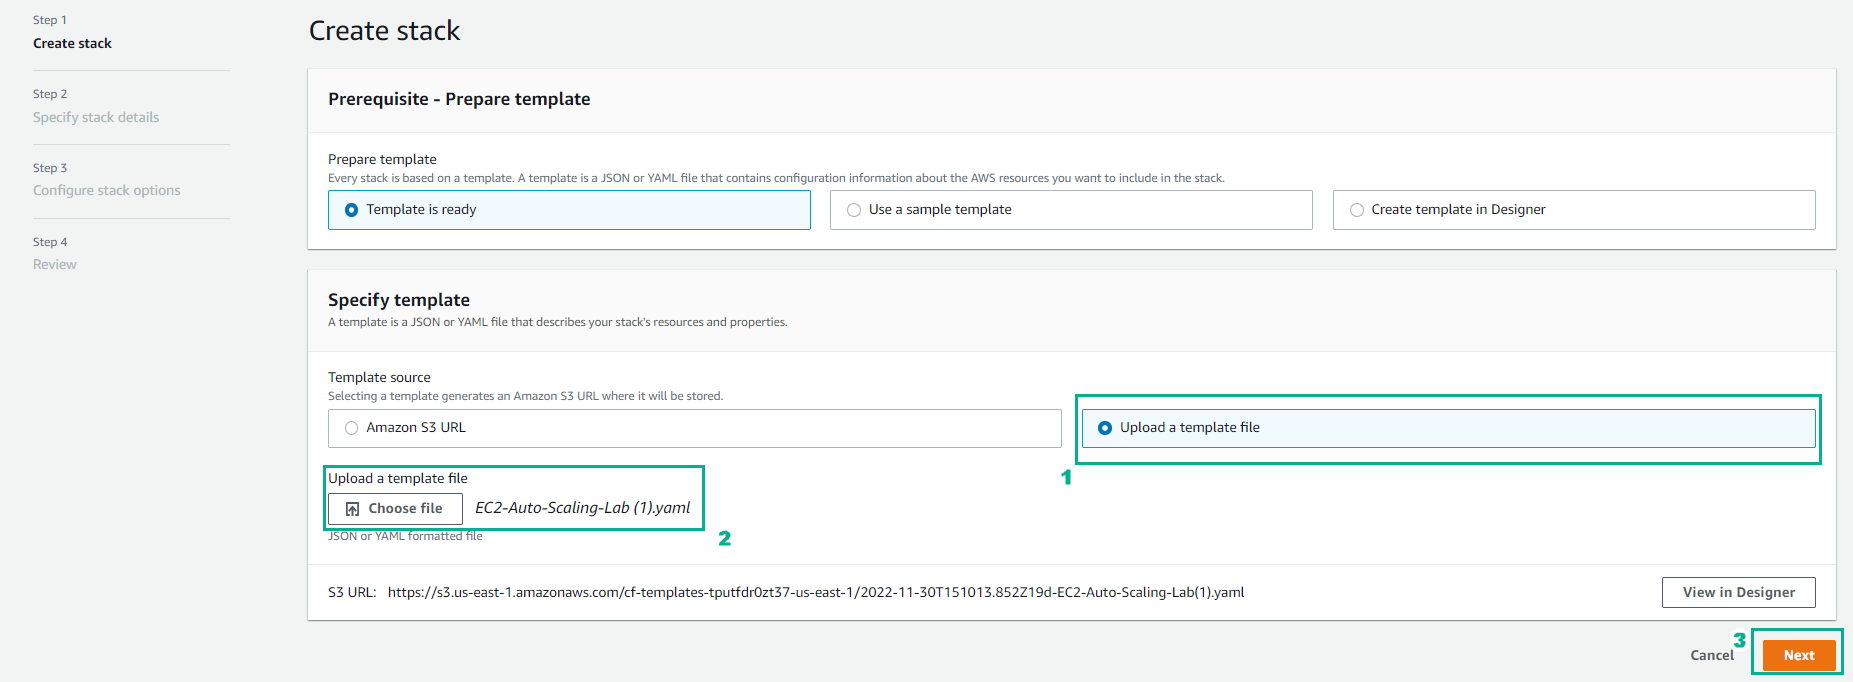 Step 1
Create stack
Step 2
Specify stack details
Step 3
Configure stack options
Step 4
Review
Create stack
Prerequisite - Prepare template
Prepare template
Every stack is based on a template. A template is a JSON or YAML file that contains configuration information about the AWS resources you want to include in the stack.
Template is ready
Use a sample template
Create template in Designer
Specify template
A template is a JSON or YAML file that describes your stack's resources and properties.
Template source
Selecting a template generates an Amazon S3 URL where it will be stored.
Amazon S3 URL
Upload a template file
1
Upload a template file
Choose file EC2-Auto-Scaling-Lab (1).yaml
2
JSON or YAML formatted file
S3 URL: https://s3.us-east-1.amazonaws.com/cf-templates-tputfdr0zt37-us-east-1/2022-11-30T151013.852Z19d-EC2-Auto-Scaling-Lab(1).yaml
View in Designer
3
Cancel
Next